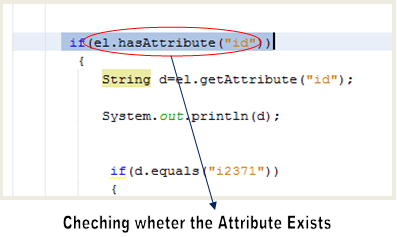 if(el.hasAttribute("id"))
{
String d=el.getAttribute("id");
System.out.println(d);
if(d.equals("i2371"))
{
Cheching wheter the Attribute Exists